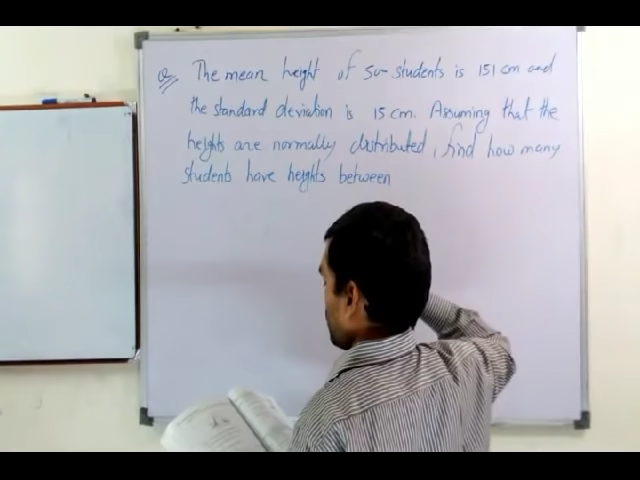 Q The mean height of 50 students is 151 cm and
the standard deviation is 15 cm. Assuming that the
heights are normally distributed, find how many
students have heights between